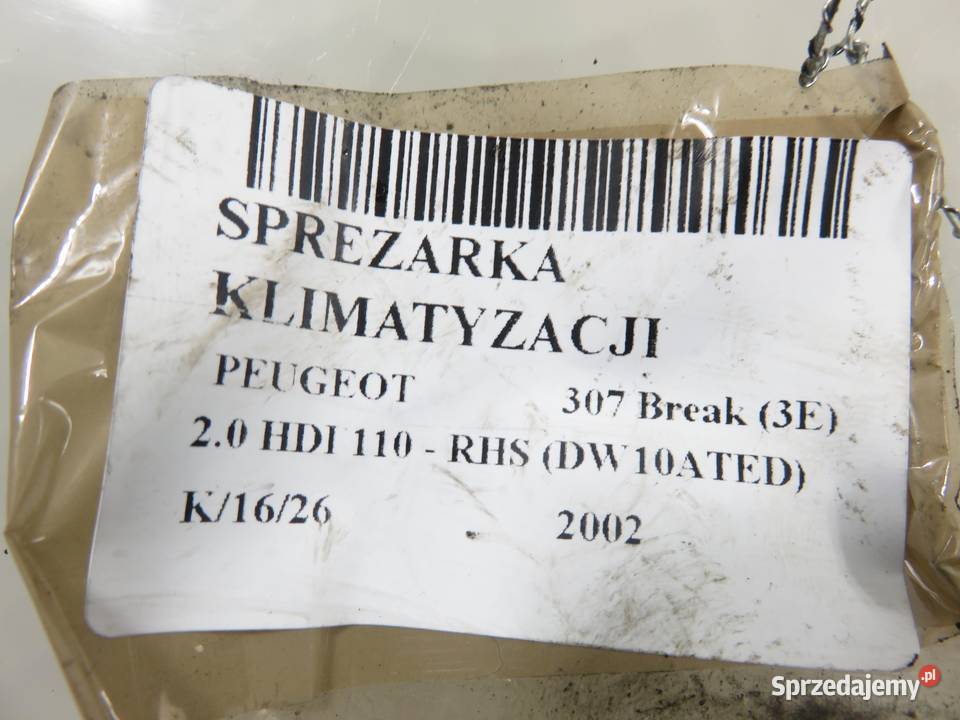 SPREZARKA
KLIMATYZACJI
PEUGEOT 307 Break (3E)
2.0 HDI 110 - RHS (DW10ATED)
K/16/26 - 2002
Sprzedajemy.pl